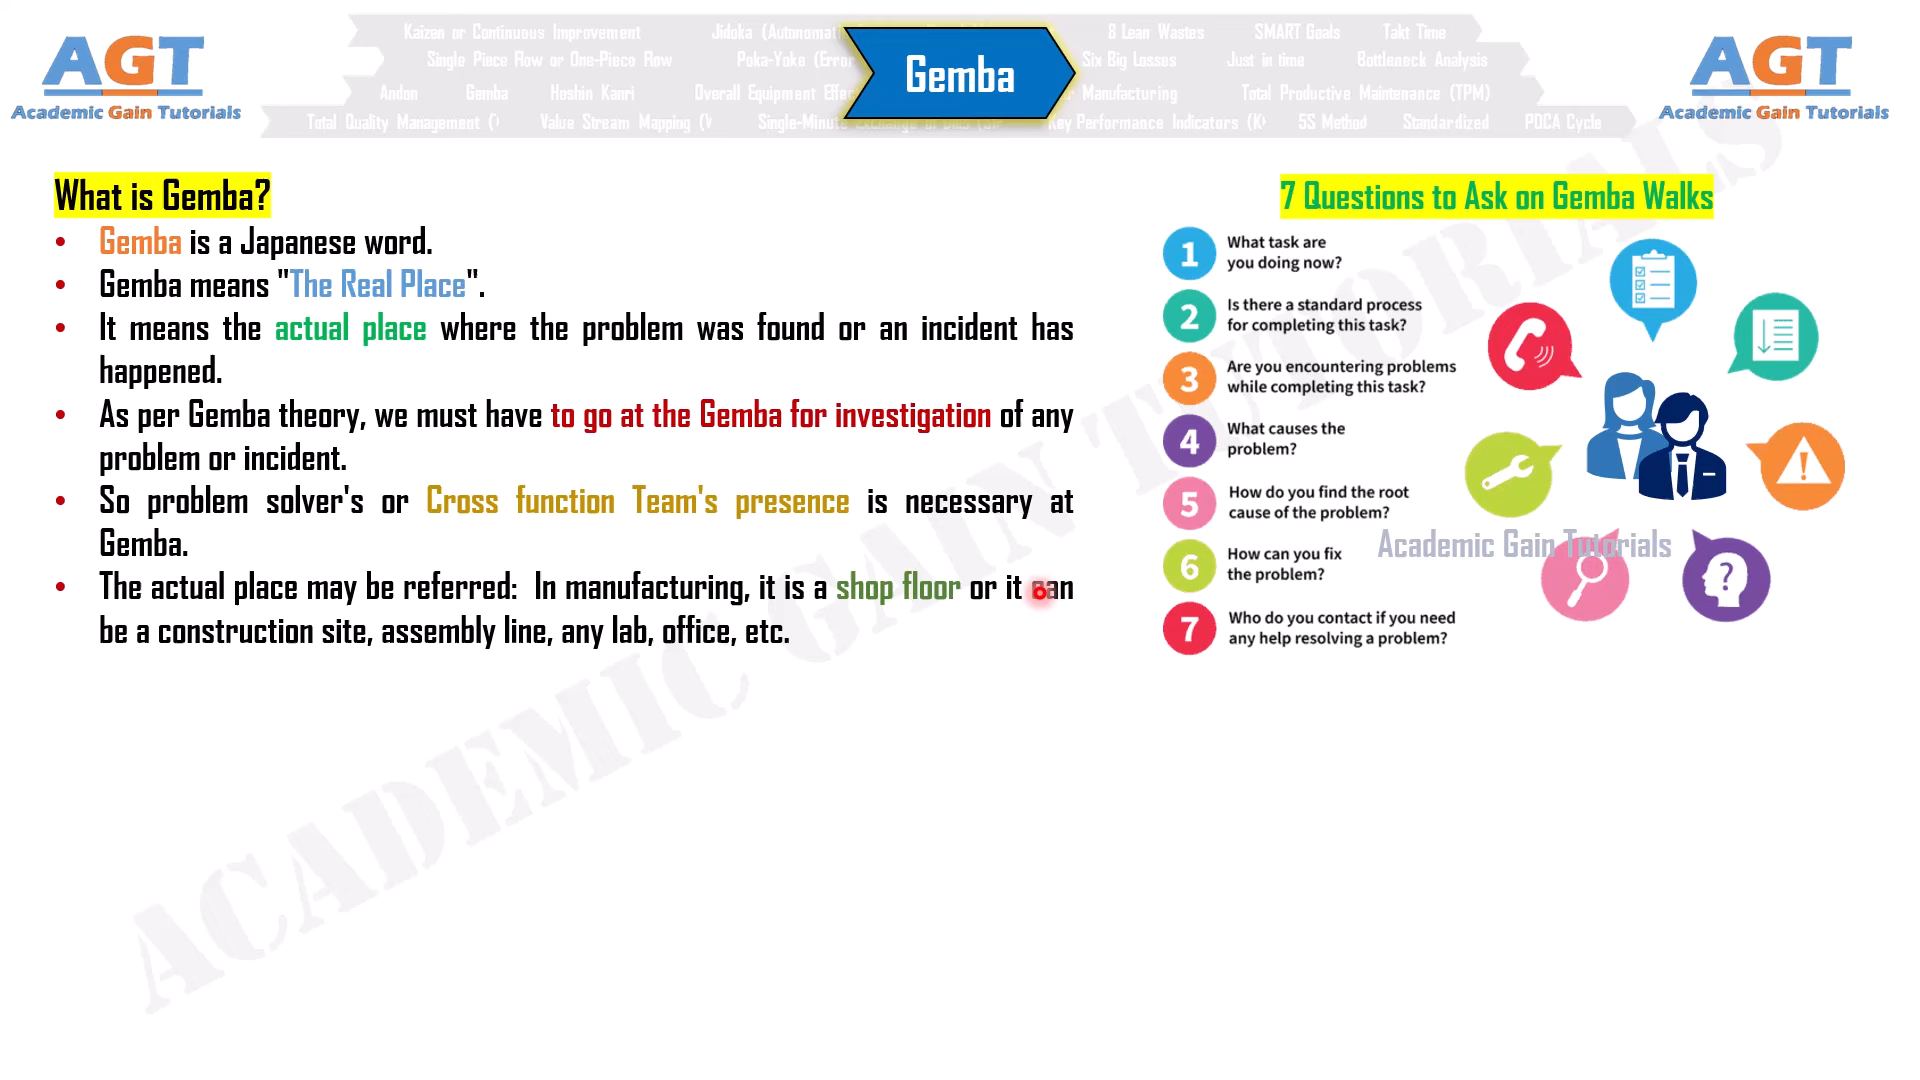 AGT
Academic Gain Tutorials
Kaizen or Continuous Improvement
8 Lean Wastes SMART Goals Takt Time
Single Piece Flow or One-Piece Flow
Six Big Losses Just in time Bottleneck Analysis
Andon Gemba Hoshin Kanri
Manufacturing Total Productive Maintenance (TPM)
Total Quality Management
Value Stream Mapping
Key Performance Indicators
5S Method Standardized PDCA Cycle
Gemba
AGT
Academic Gain Tutorials
What is Gemba?
• Gemba is a Japanese word.
• Gemba means "The Real Place".
• It means the actual place where the problem was found or an incident has
happened.
• As per Gemba theory, we must have to go at the Gemba for investigation of any
problem or incident.
• So problem solver's or Cross function Team's presence is necessary at
Gemba.
• The actual place may be referred: In manufacturing, it is a shop floor or it can
be a construction site, assembly line, any lab, office, etc.
7 Questions to Ask on Gemba Walks
1 What task are
you doing now?
2 Is there a standard process
for completing this task?
3 Are you encountering problems
while completing this task?
4 What causes the
problem?
5 How do you find the root
cause of the problem?
6 How can you fix
the problem?
7 Who do you contact if you need
any help resolving a problem?
Academic Gain Tutorials
ACADEMIC GAIN TUTORIALS